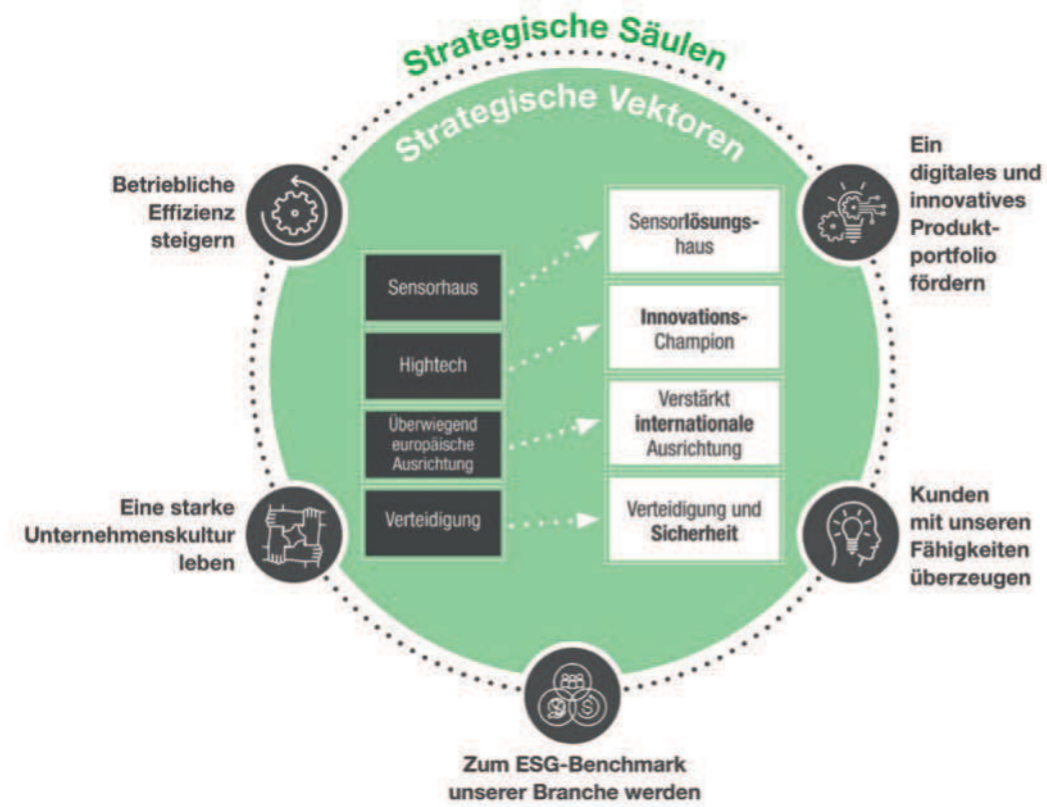 Strategische Säulen
Strategische Vektoren
Betriebliche
Effizienz
steigern
Ein
digitales und
innovatives
Produkt-
portfolio
fördern
Sensorhaus
Sensorlösungs-
haus
Hightech
Innovations-
Champion
Überwiegend
europäische
Ausrichtung
Verstärkt
internationale
Ausrichtung
Verteidigung
Verteidigung und
Sicherheit
Eine starke
Unternehmenskultur
leben
Kunden
mit unseren
Fähigkeiten
überzeugen
Zum ESG-Benchmark
unserer Branche werden